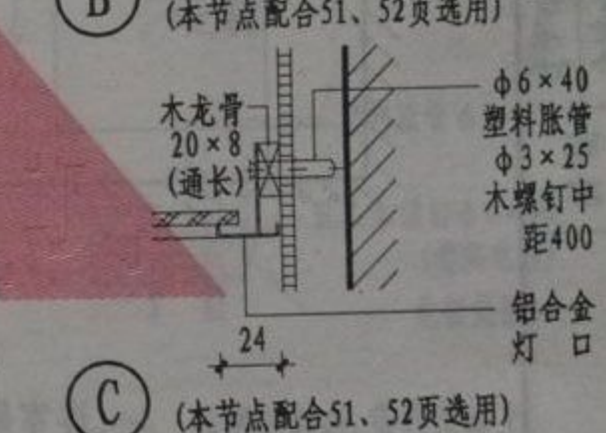 B
(本节点配合51、52页选用)
木龙骨
20×8
(通长)
ф6×40
塑料胀管
ф3×25
木螺钉中
距400
铝合金
灯 口
24
C
(本节点配合51、52页选用)